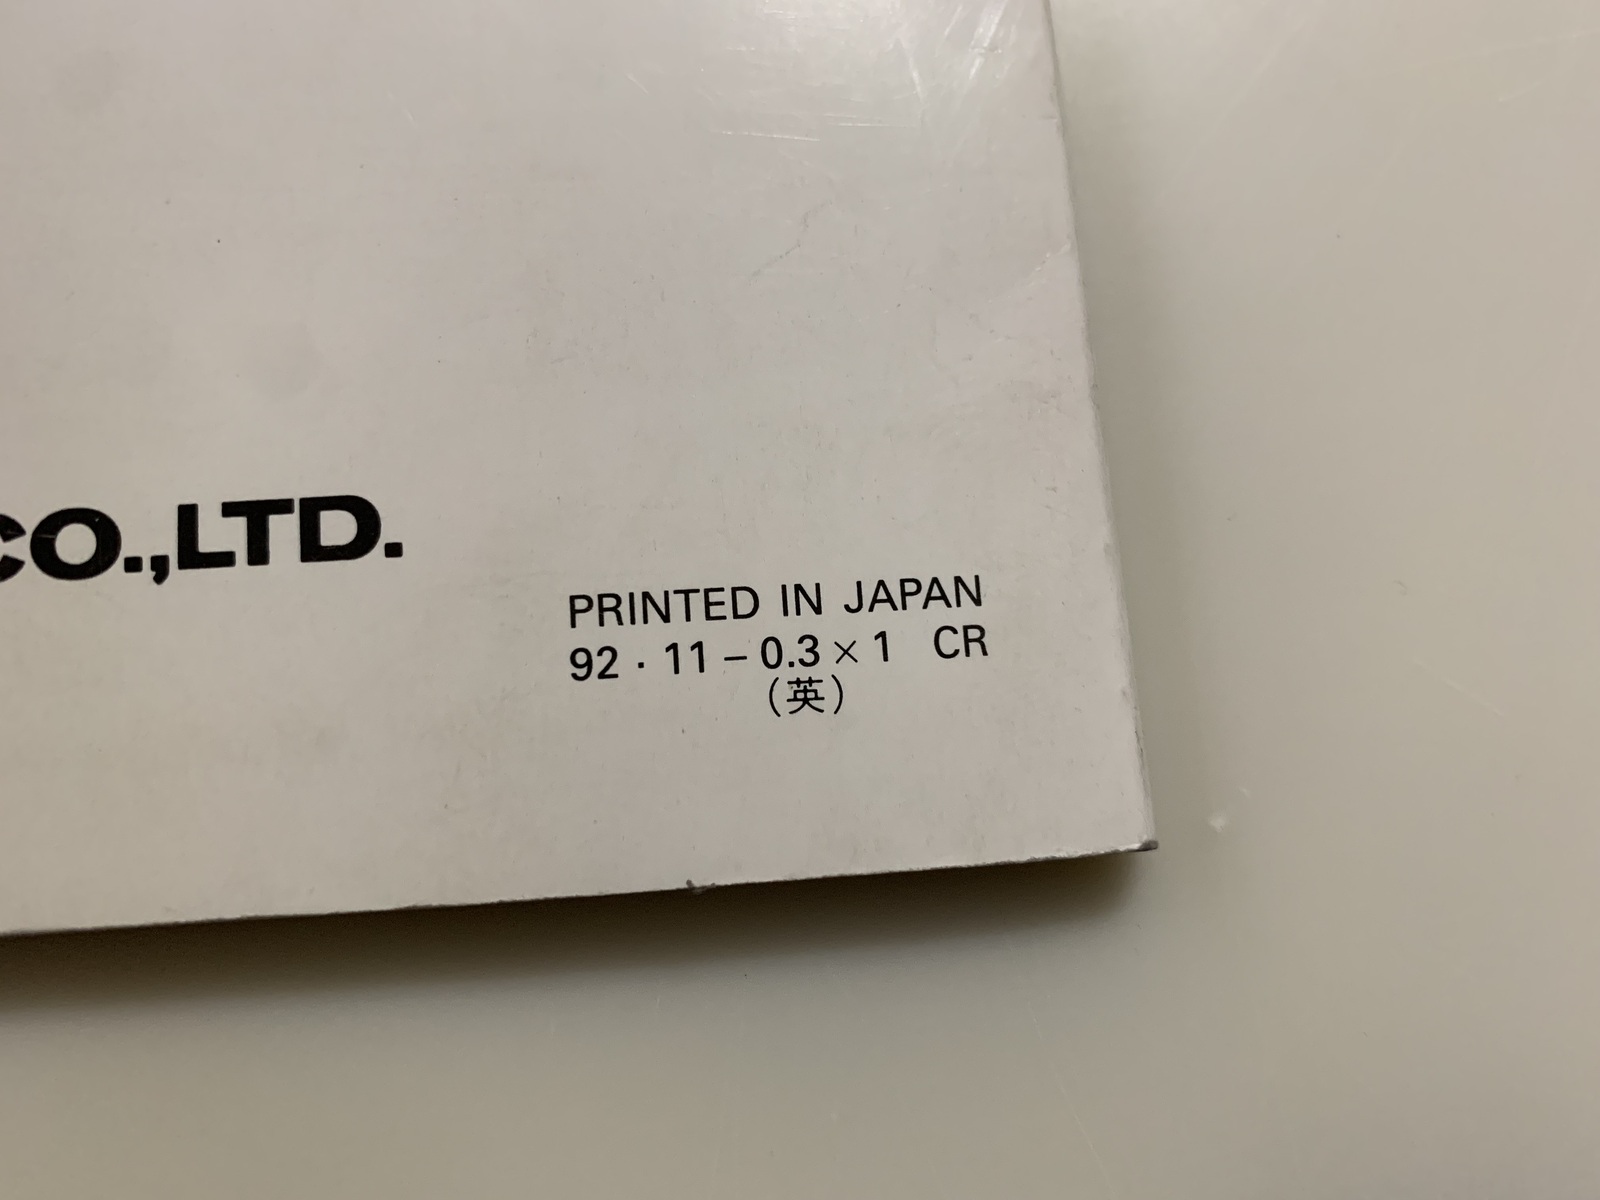 CO.,LTD.
PRINTED IN JAPAN
92・11－0.3×1 CR
(英)